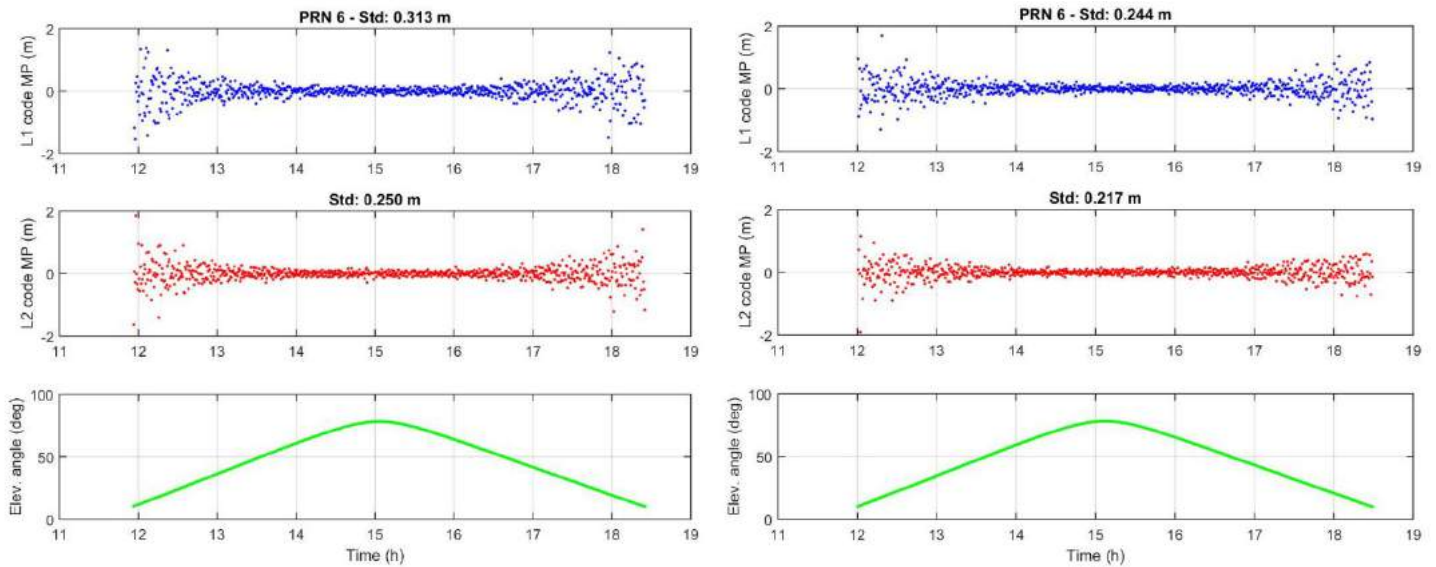 PRN 6 - Std: 0.313 m
L1 code MP (m)
2
0
-2
11 12 13 14 15 16 17 18 19
Std: 0.250 m
L2 code MP (m)
2
0
-2
11 12 13 14 15 16 17 18 19
Elev. angle (deg)
100
50
0
11 12 13 14 15 16 17 18 19
Time (h)
PRN 6 - Std: 0.244 m
L1 code MP (m)
2
0
-2
11 12 13 14 15 16 17 18 19
Std: 0.217 m
L2 code MP (m)
2
0
-2
11 12 13 14 15 16 17 18 19
Elev. angle (deg)
100
50
0
11 12 13 14 15 16 17 18 19
Time (h)